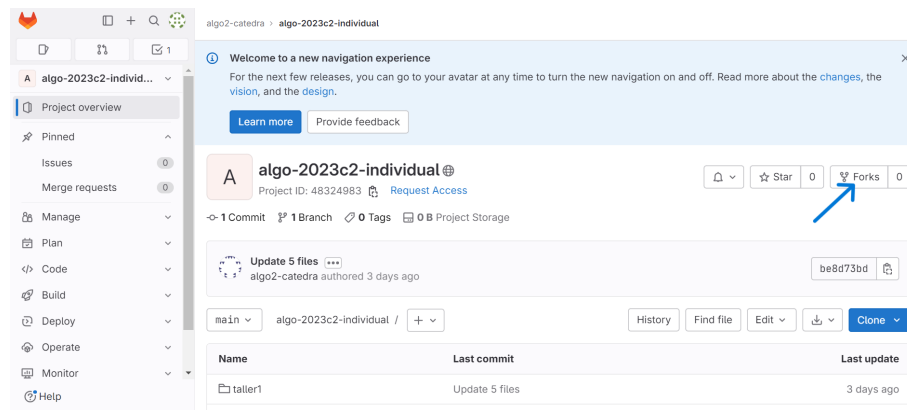 algo2-catedra › algo-2023c2-individual
1
A algo-2023c2-individ...
Project overview
Pinned
Issues 0
Merge requests 0
Manage
Plan
Code
Build
Deploy
Operate
Monitor
Help
Welcome to a new navigation experience
For the next few releases, you can go to your avatar at any time to turn the new navigation on and off. Read more about the changes, the
vision, and the design.
Learn more Provide feedback
A algo-2023c2-individual
Project ID: 48324983 Request Access
Star 0 Forks 0
1 Commit 1 Branch 0 Tags 0 B Project Storage
Update 5 files
algo2-catedra authored 3 days ago
be8d73bd
main algo-2023c2-individual / + History Find file Edit Clone
Name Last commit Last update
taller1 Update 5 files 3 days ago